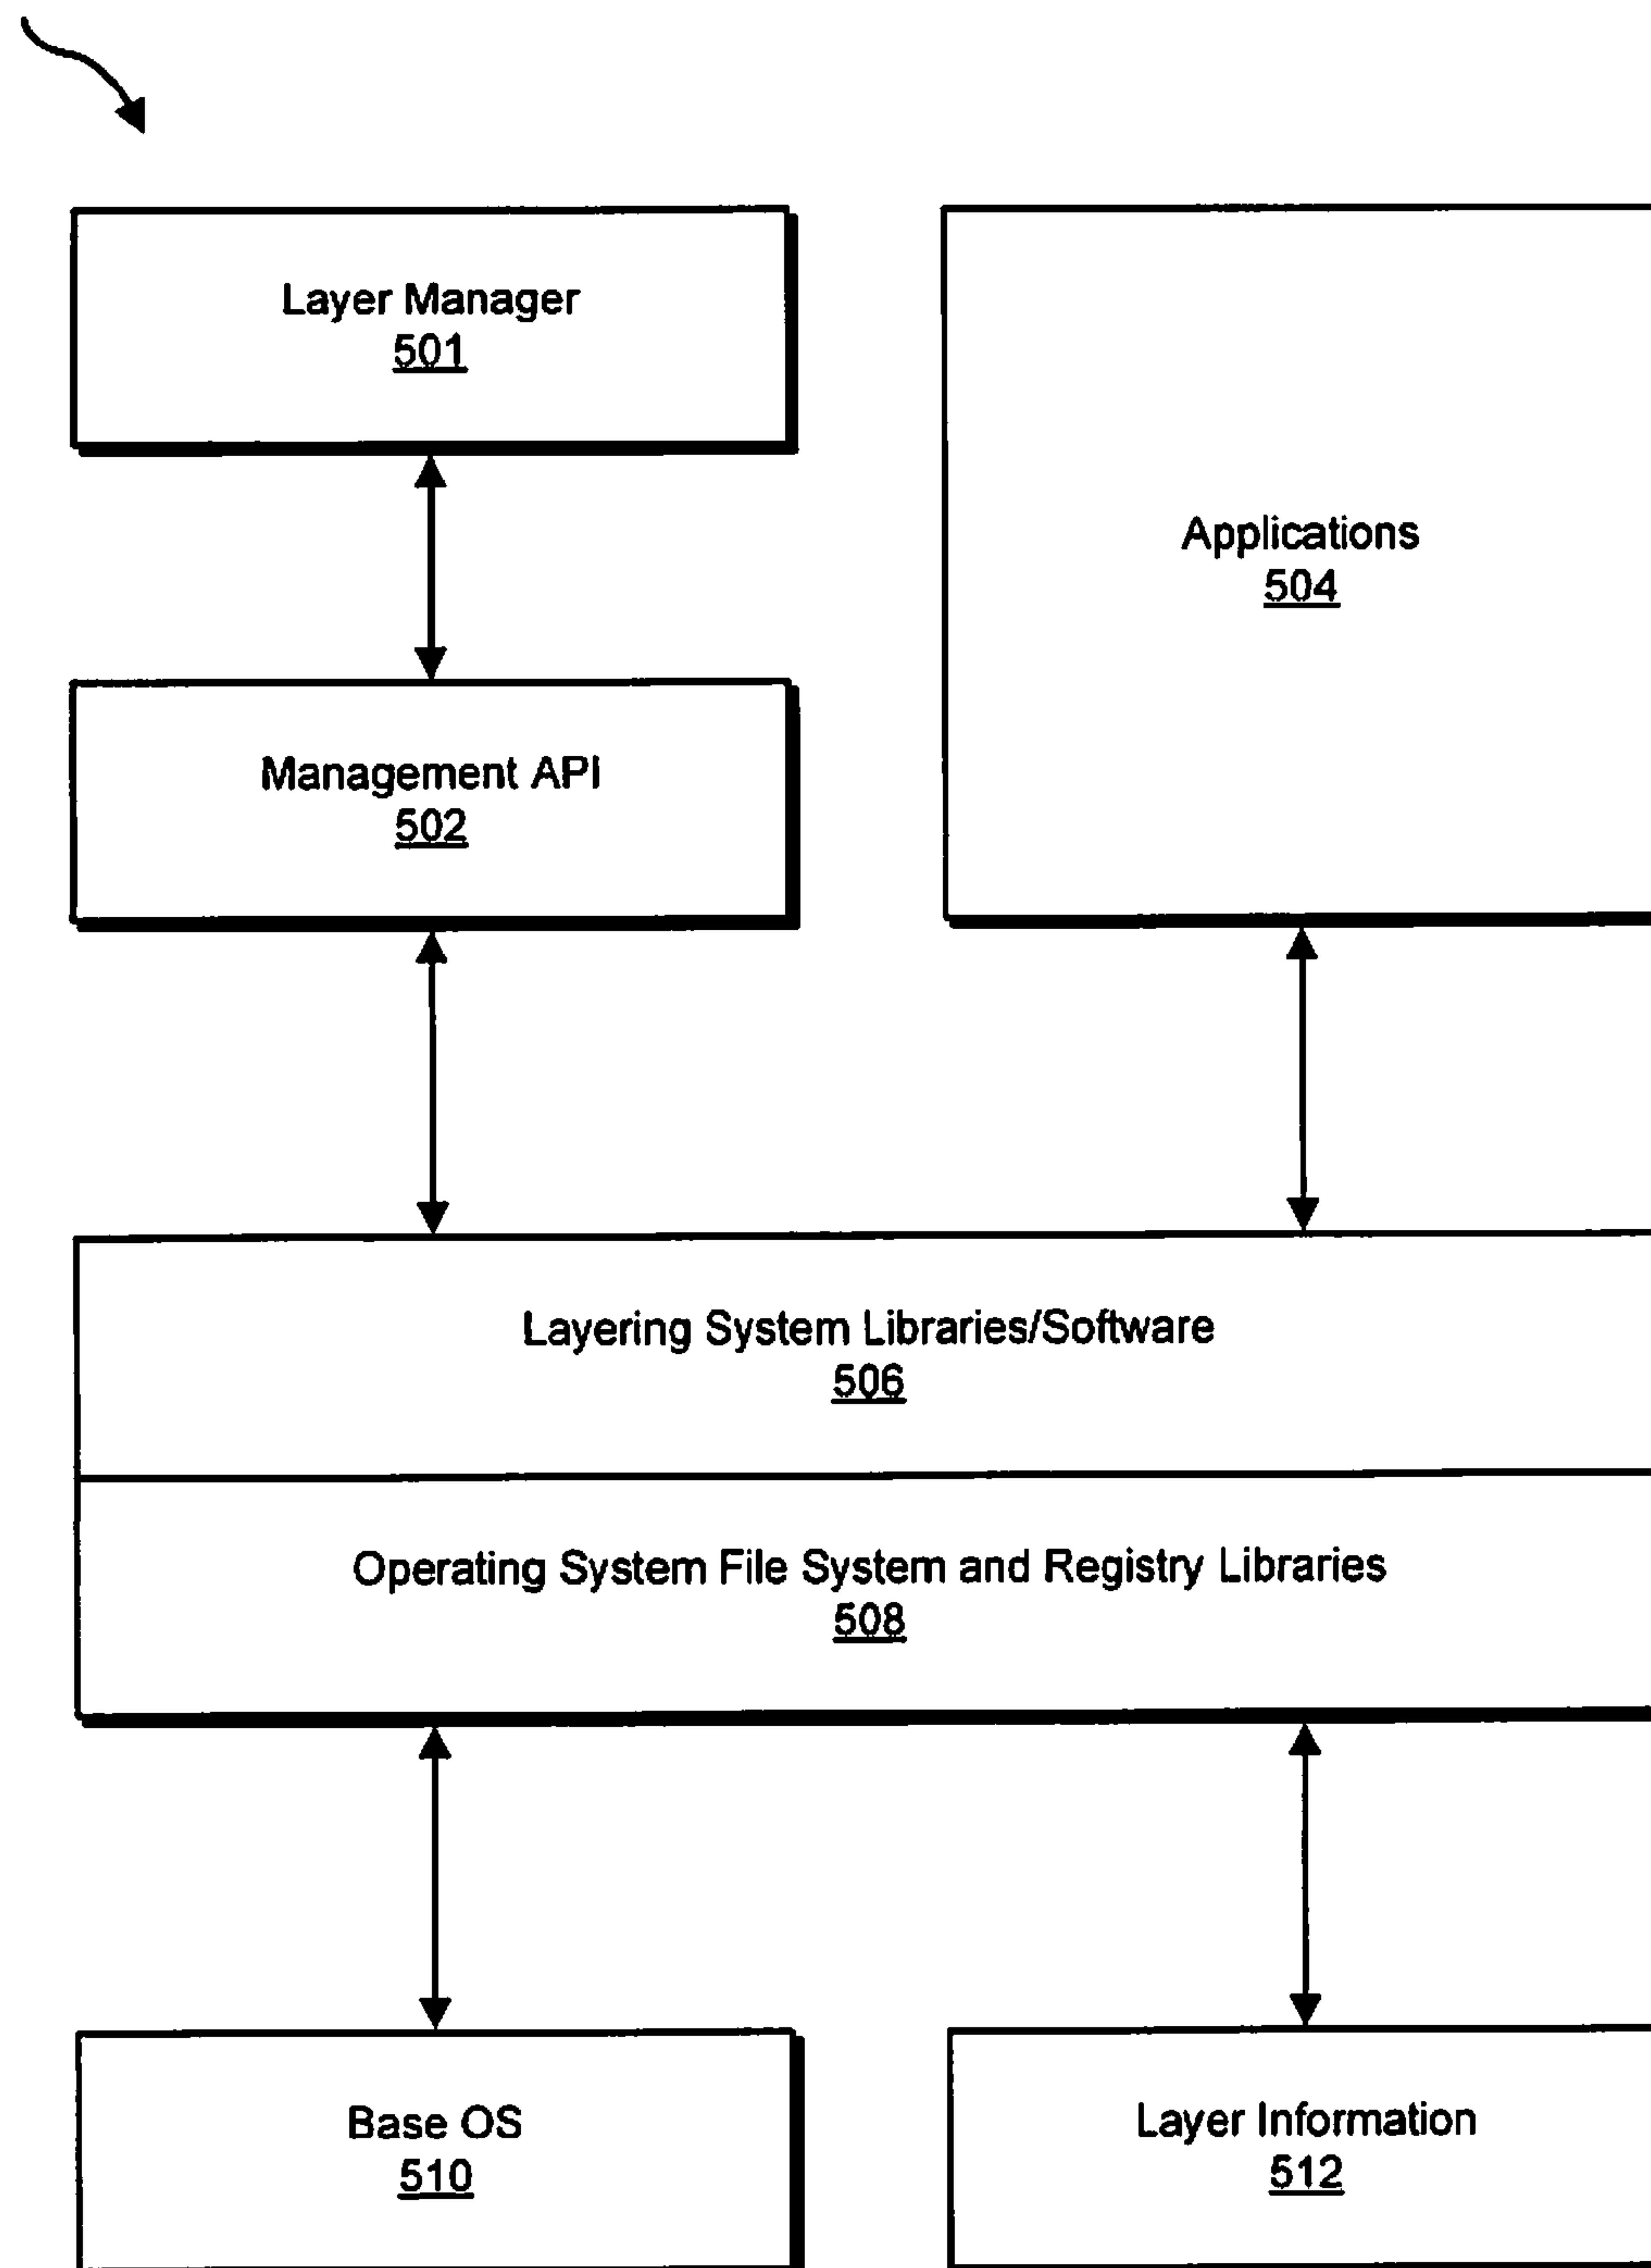 Layer Manager
501
Applications
504
Management API
502
Layering System Libraries/Software
506
Operating System File System and Registry Libraries
508
Base OS
510
Layer Information
512